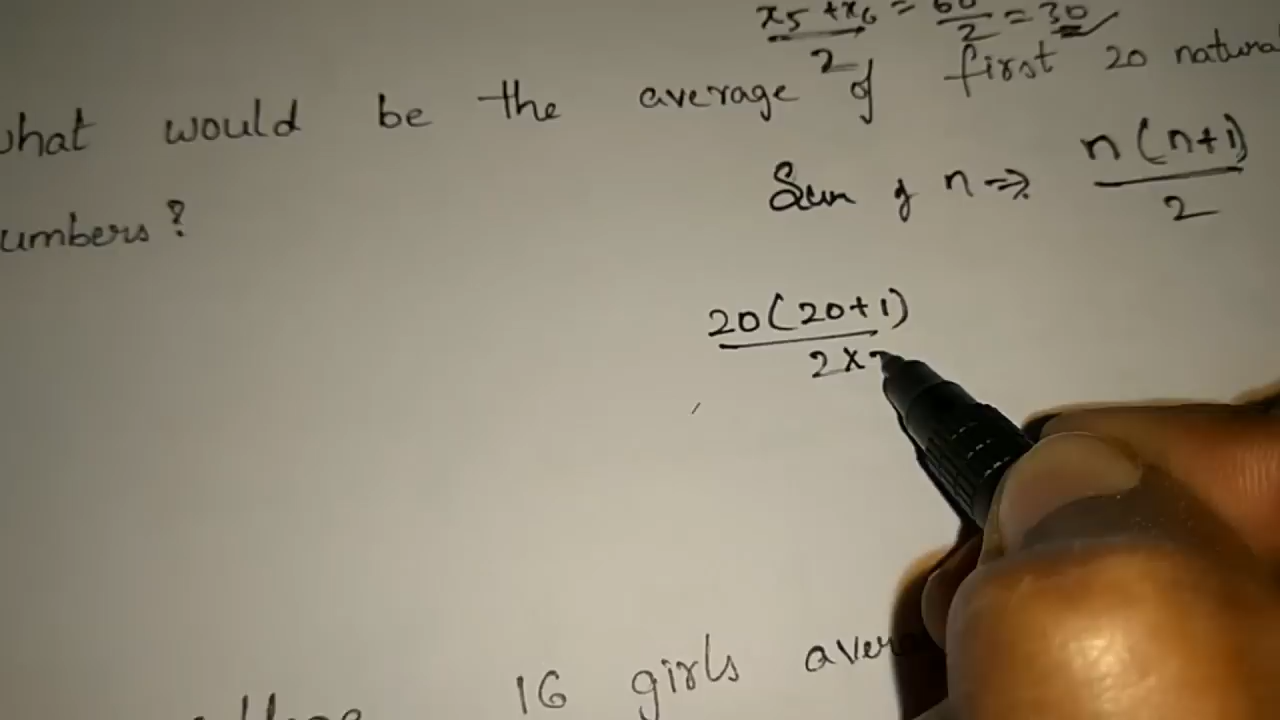 x5 + x6 = 60/2 = 30
2
what would be the average of first 20 natural
numbers?
Sum of n ⇒ n(n+1)/2
20(20+1)
2×
16 girls aver